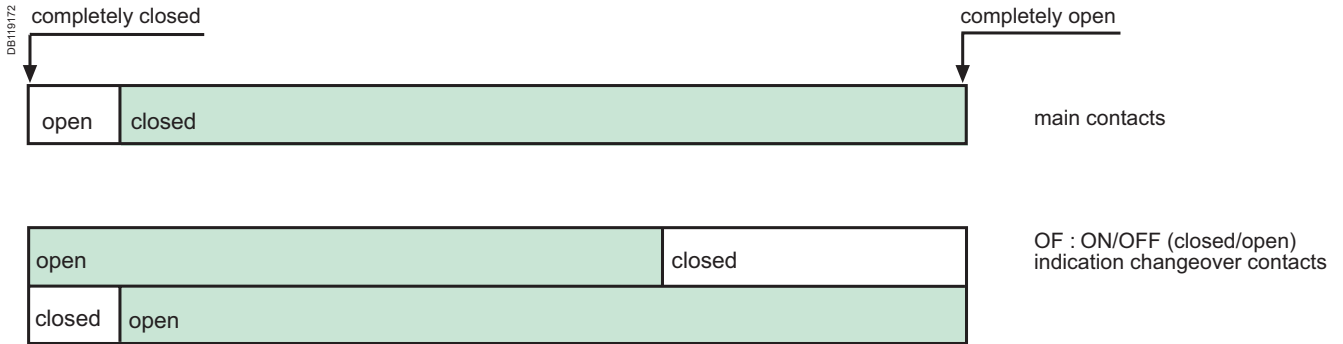 DB119172
completely closed
completely open
open
closed
main contacts
open
closed
OF : ON/OFF (closed/open)
indication changeover contacts
closed
open